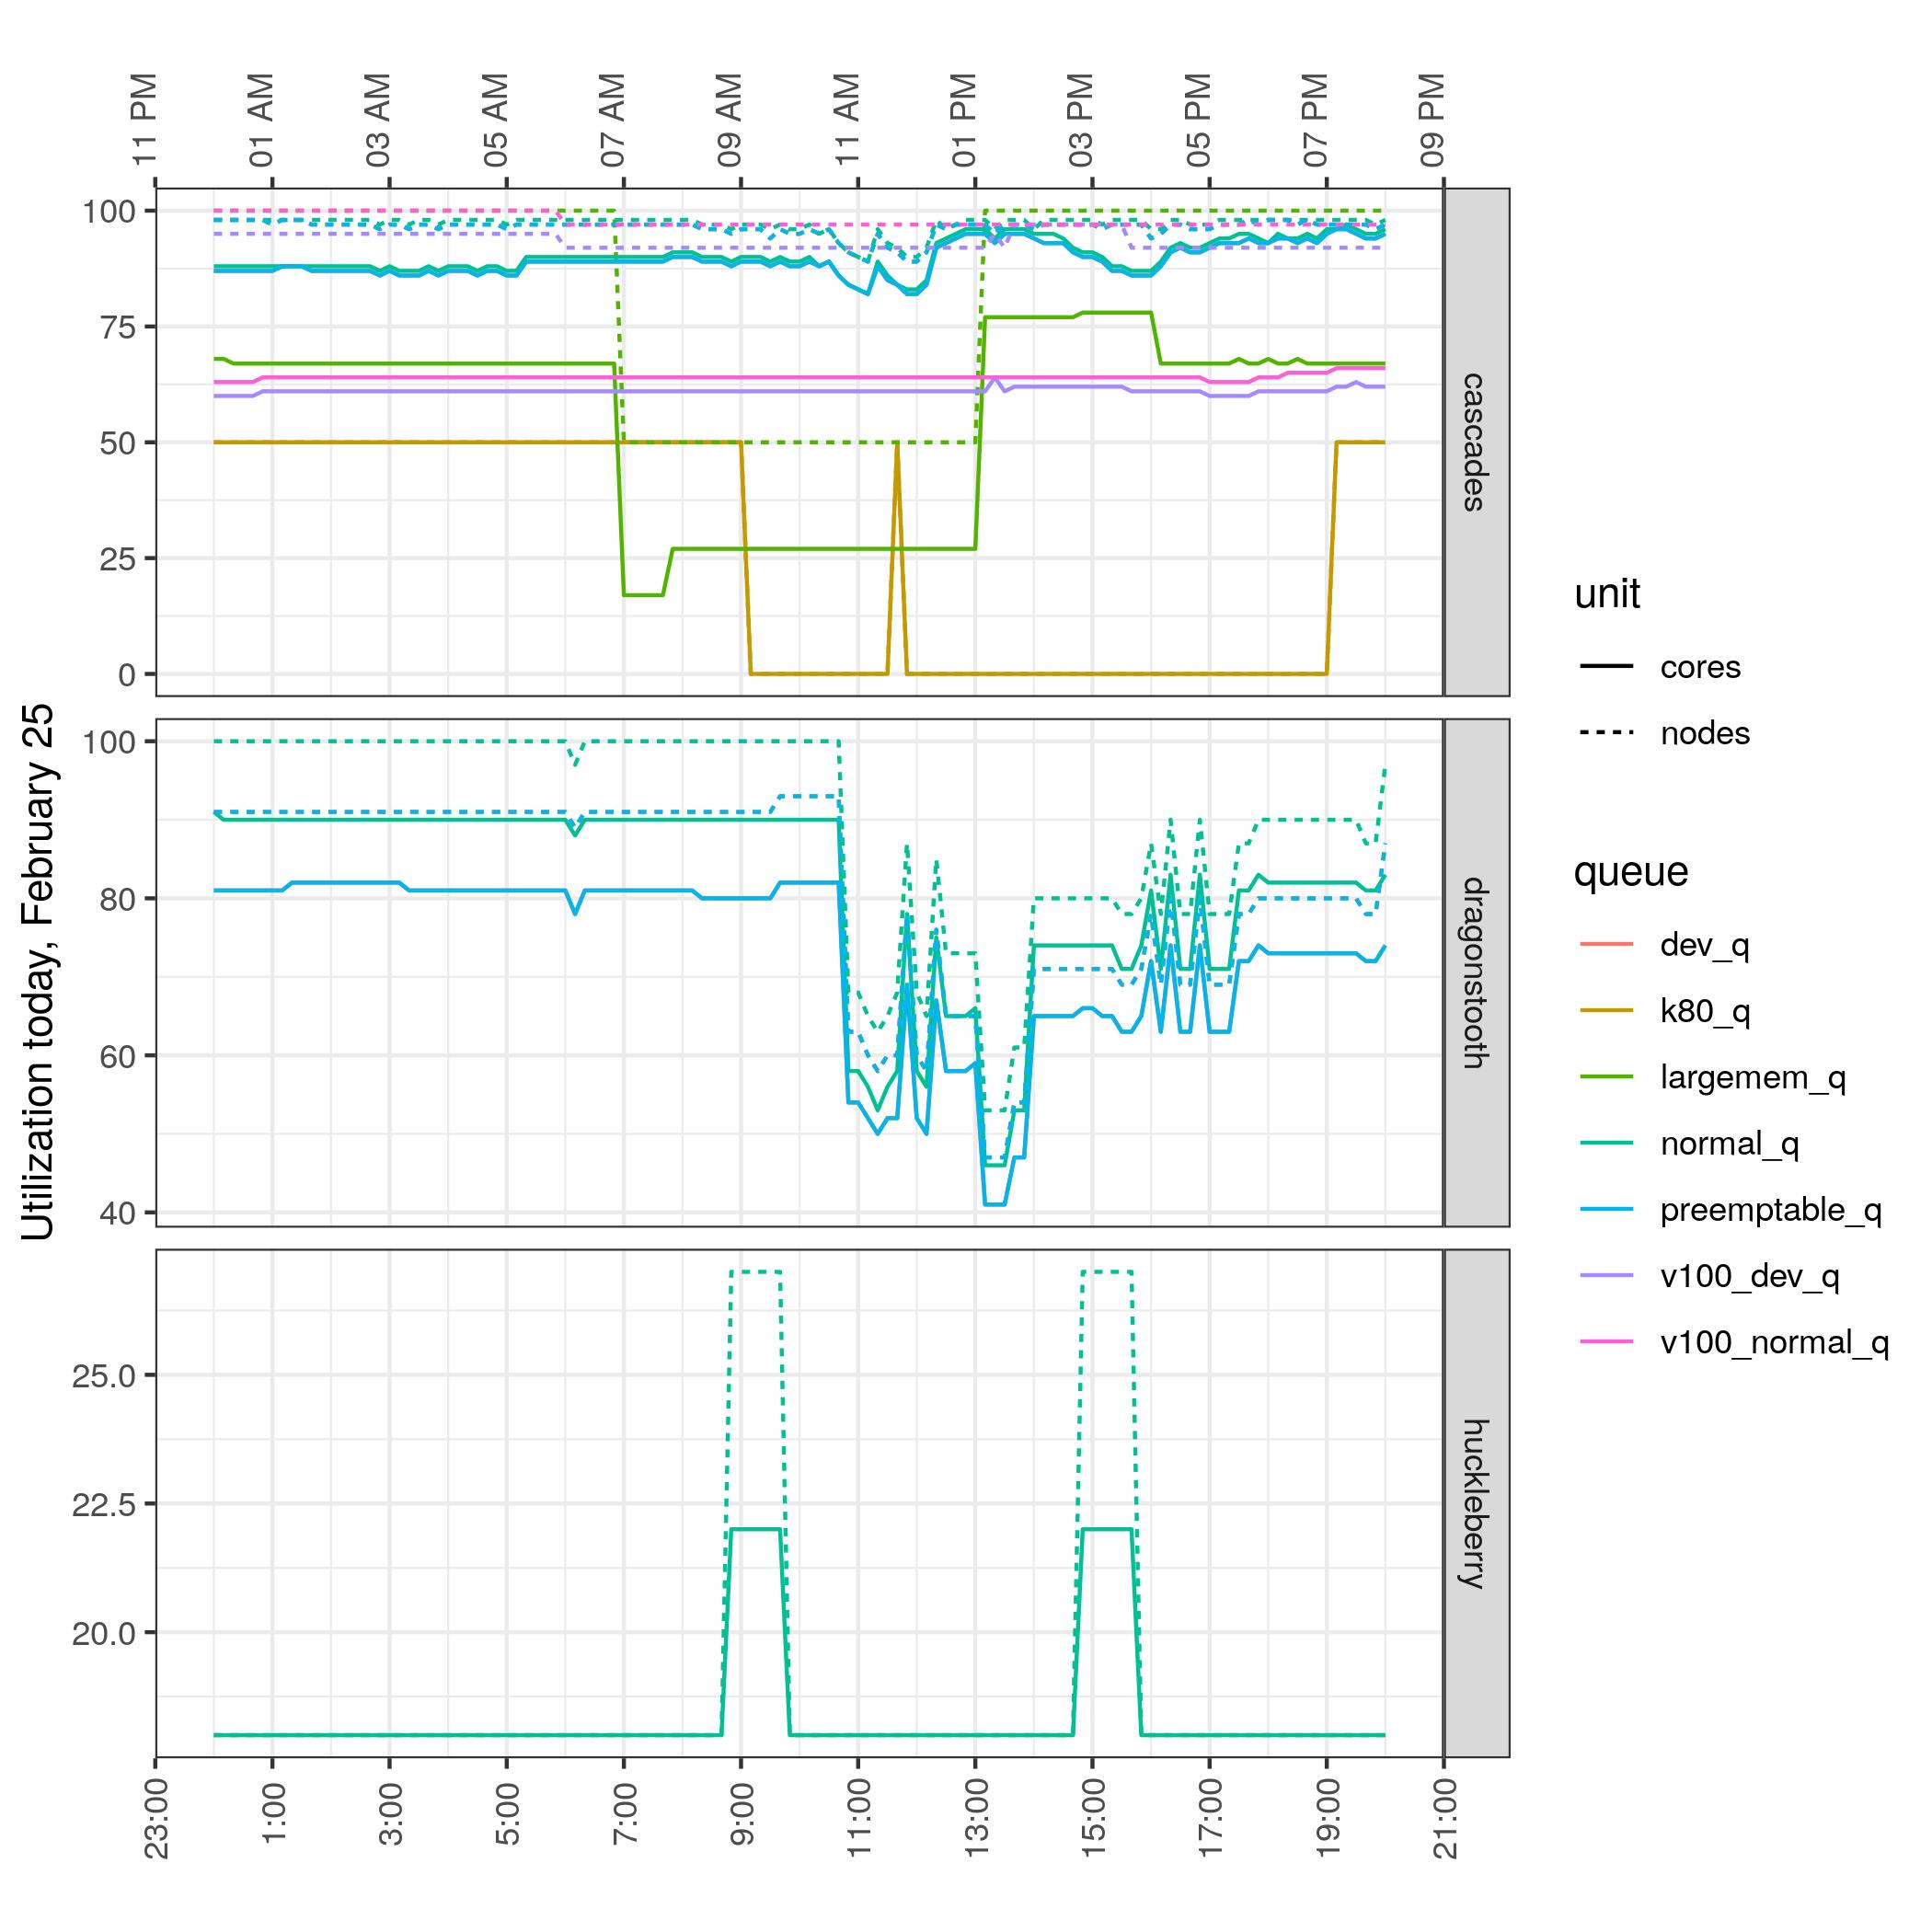 11 PM
01 AM
03 AM
05 AM
07 AM
09 AM
11 AM
01 PM
03 PM
05 PM
07 PM
09 PM
Utilization today, February 25
100
75
50
25
0
cascades
100
80
60
40
dragonstooth
25.0
22.5
20.0
huckleberry
23:00
1:00
3:00
5:00
7:00
9:00
11:00
13:00
15:00
17:00
19:00
21:00
unit
cores
nodes
queue
dev_q
k80_q
largemem_q
normal_q
preemptable_q
v100_dev_q
v100_normal_q